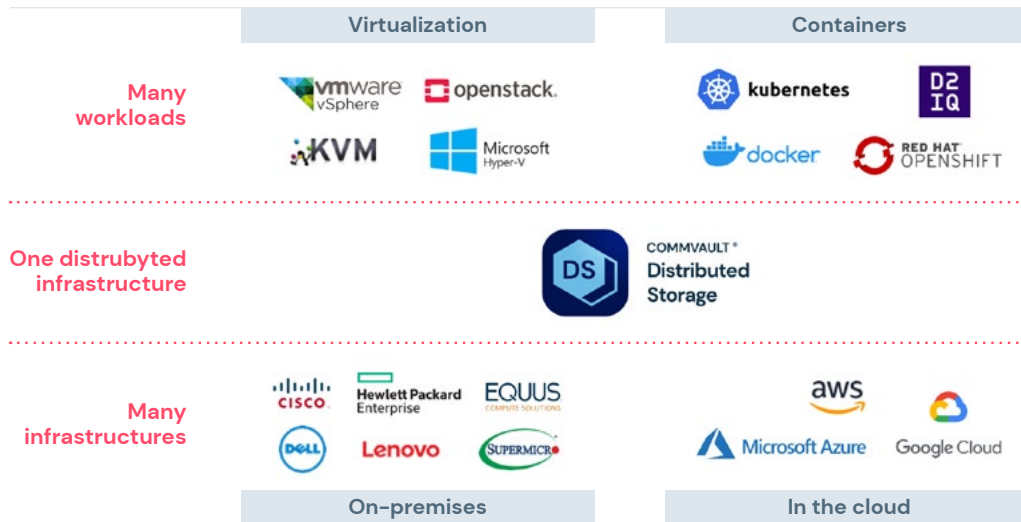 Virtualization
Containers
Many
workloads
vmware
vSphere
openstack.
KVM
Microsoft
Hyper-V
kubernetes
D2
IQ
docker
RED HAT
OPENSHIFT
One distrubyted
infrastructure
DS
COMMVAULT ®
Distributed
Storage
Many
infrastructures
CISCO
Hewlett Packard
Enterprise
EQUUS
COMPUTE SOLUTIONS
DELL
Lenovo
SUPERMICR
aws
Microsoft Azure
Google Cloud
On-premises
In the cloud